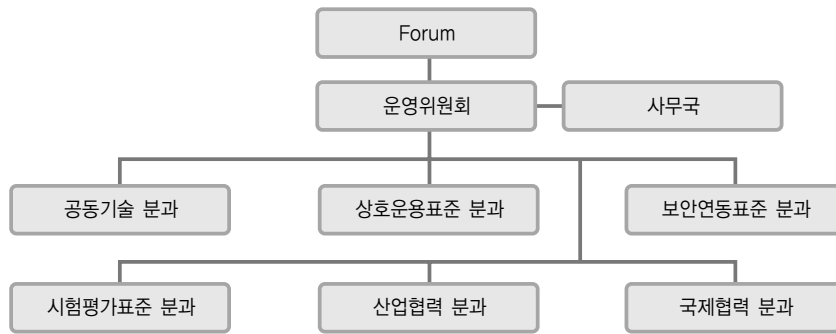 Forum
운영위원회
사무국
공동기술 분과
상호운용표준 분과
보안연동표준 분과
시험평가표준 분과
산업협력 분과
국제협력 분과